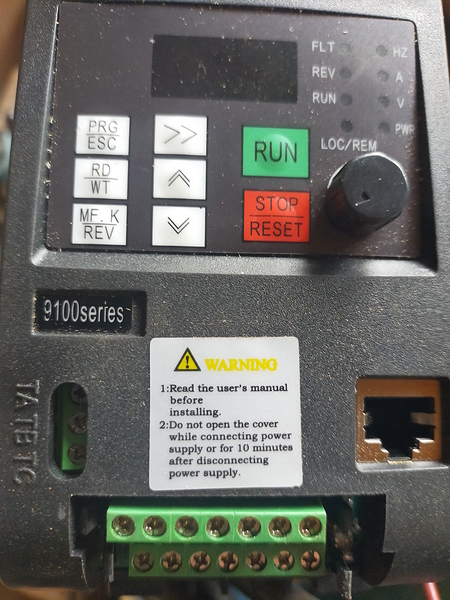 FLT HZ
REV A
RUN V
LOC/REM PWR
PRG/ESC >>
RUN
RD/WT
STOP/RESET
MF.K/REV
9100series
WARNING
1:Read the user's manual
before
installing.
2:Do not open the cover
while connecting power
supply or for 10 minutes
after disconnecting
power supply.
TA TB TC